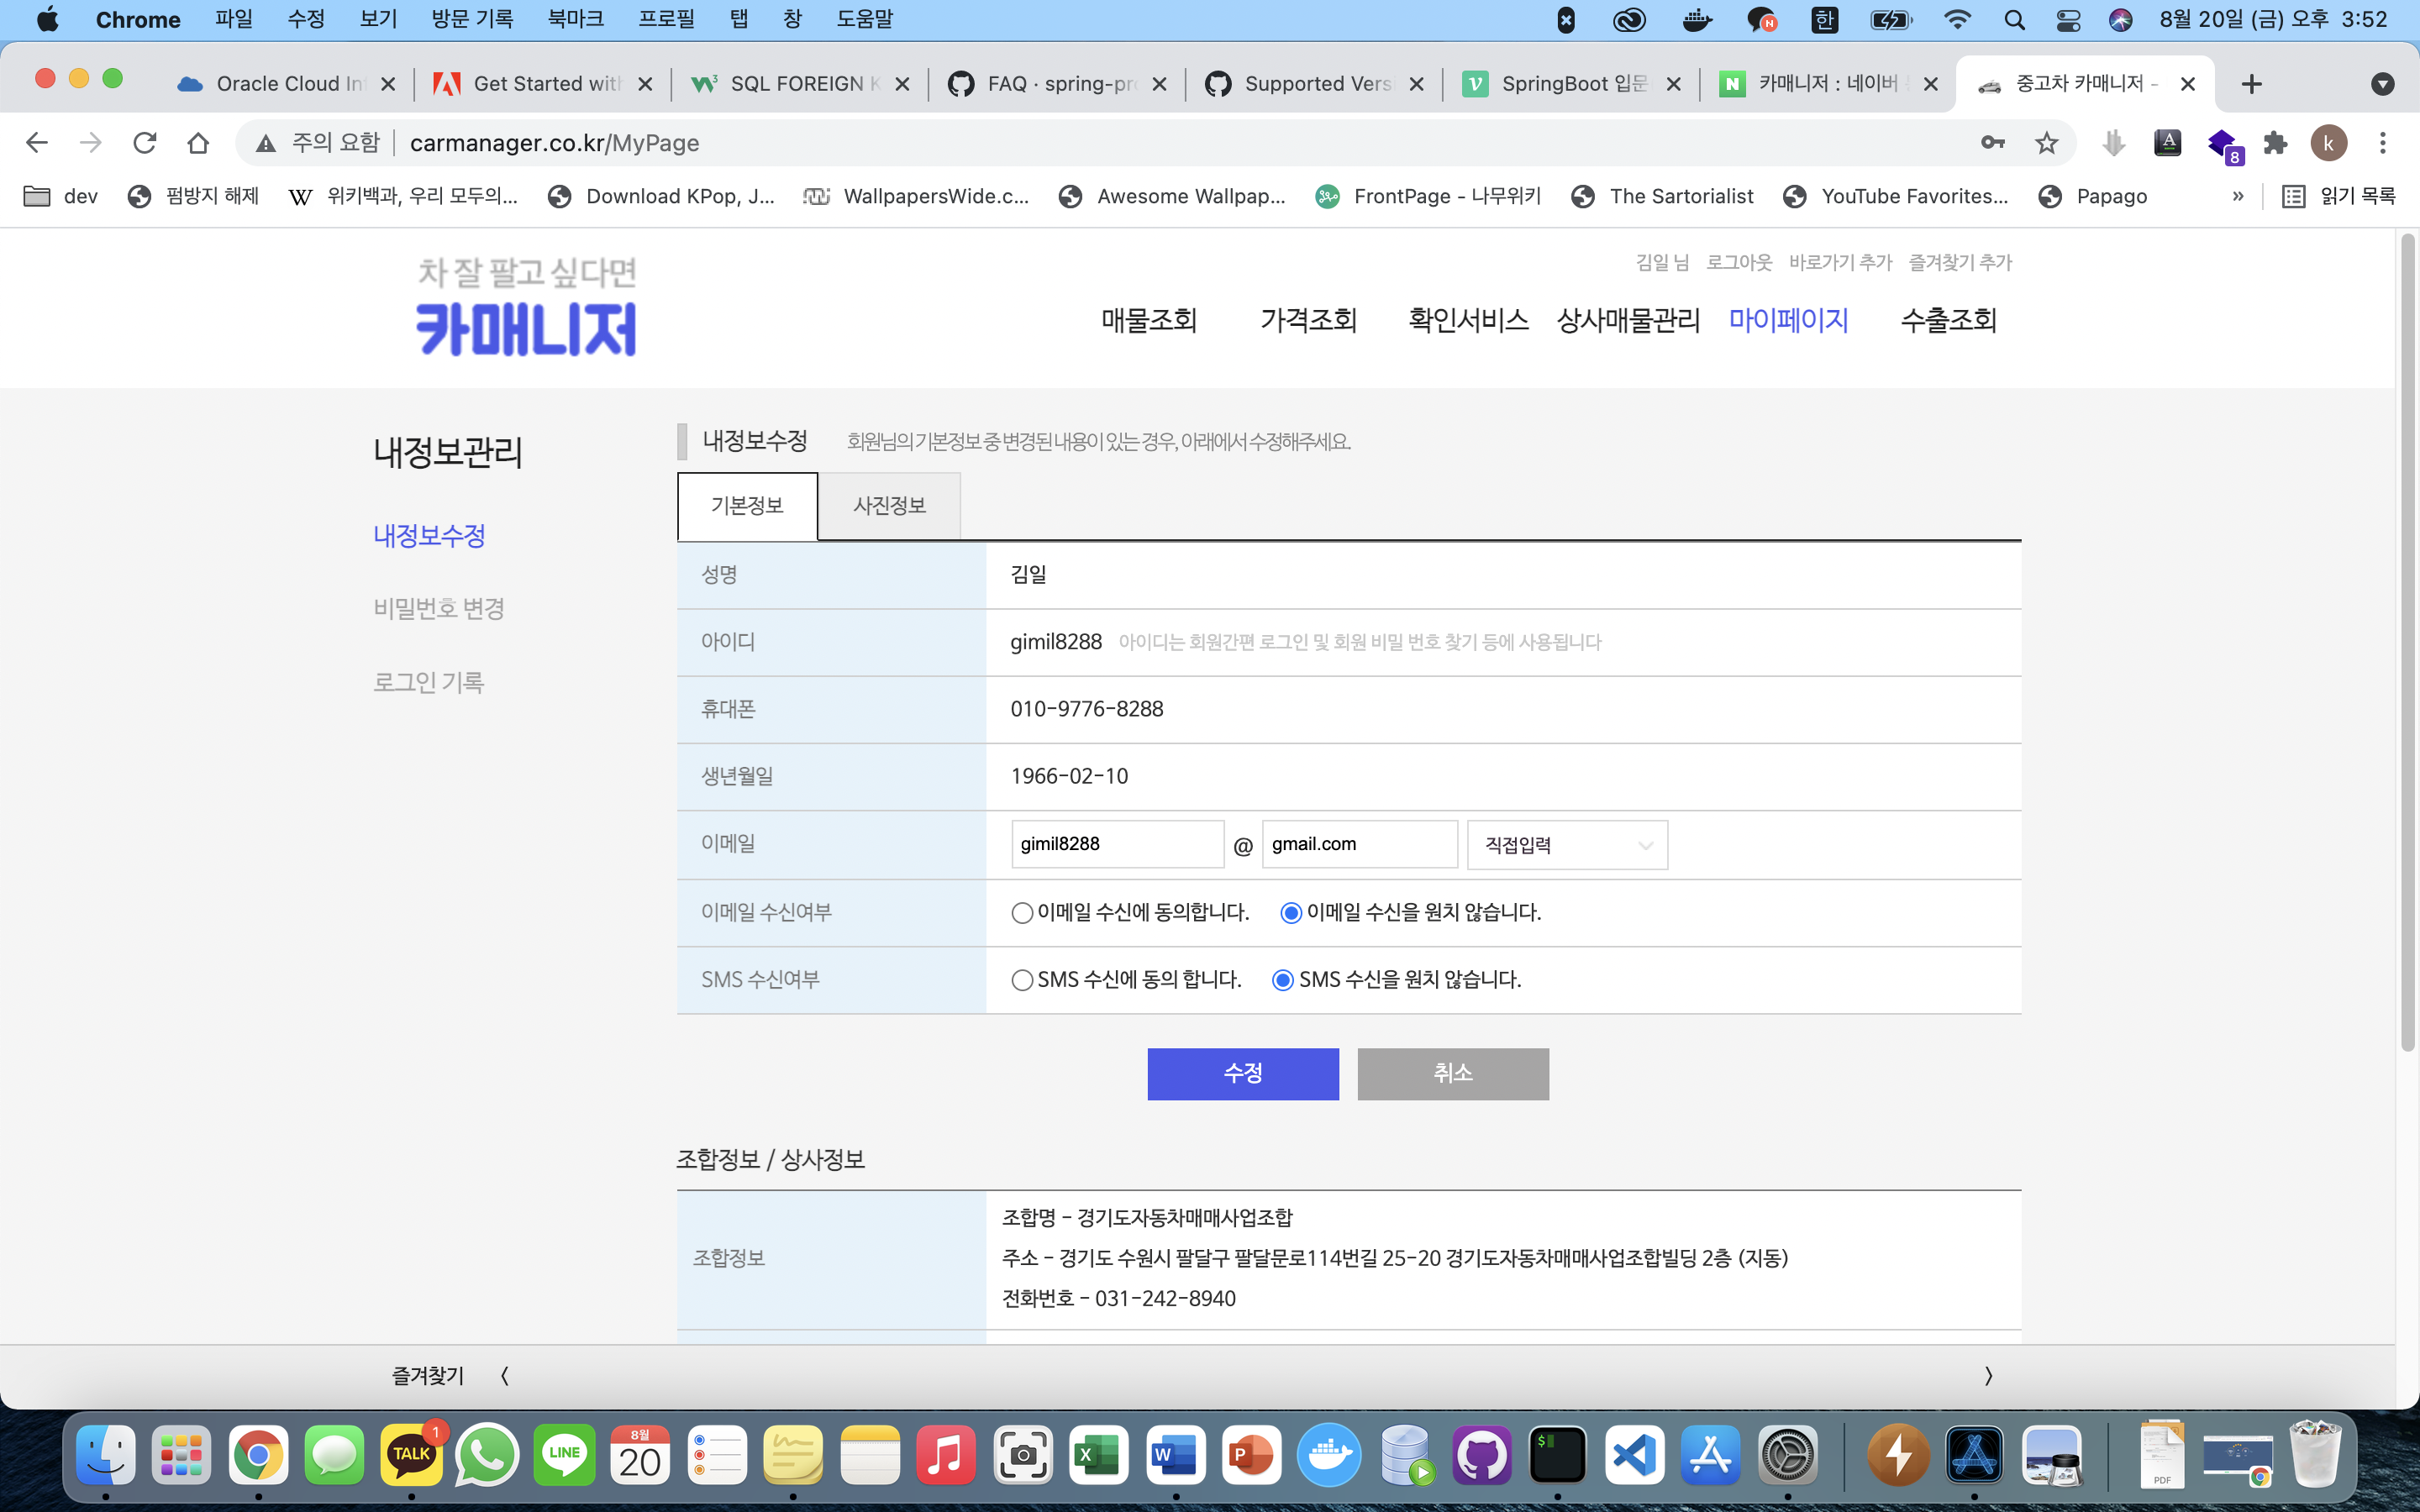 Chrome 파일 수정 보기 방문 기록 북마크 프로필 탭 창 도움말 한 8월 20일 (금) 오후 3:52
Oracle Cloud In Get Started with SQL FOREIGN K FAQ · spring-pro Supported Vers SpringBoot 입문 카매니저 : 네이버 중고차 카매니저 -
주의 요함 carmanager.co.kr/MyPage
dev 펌방지 해제 위키백과, 우리 모두의... Download KPop, J... WallpapersWide.c... Awesome Wallpap... FrontPage - 나무위키 The Sartorialist YouTube Favorites... Papago » 읽기 목록
차 잘 팔고 싶다면
카매니저
김일 님 로그아웃 바로가기 추가 즐겨찾기 추가
매물조회 가격조회 확인서비스 상사매물관리 마이페이지 수출조회
내정보관리
내정보수정
비밀번호 변경
로그인 기록
내정보수정 회원님의 기본정보 중 변경된 내용이 있는 경우, 아래에서 수정해주세요.
기본정보 사진정보
성명 김일
아이디 gimil8288 아이디는 회원간편 로그인 및 회원 비밀 번호 찾기 등에 사용됩니다
휴대폰 010-9776-8288
생년월일 1966-02-10
이메일 gimil8288 @ gmail.com 직접입력
이메일 수신여부 이메일 수신에 동의합니다. 이메일 수신을 원치 않습니다.
SMS 수신여부 SMS 수신에 동의 합니다. SMS 수신을 원치 않습니다.
수정 취소
조합정보 / 상사정보
조합정보
조합명 - 경기도자동차매매사업조합
주소 - 경기도 수원시 팔달구 팔달문로114번길 25-20 경기도자동차매매사업조합빌딩 2층 (지동)
전화번호 - 031-242-8940
즐겨찾기 〈 〉
TALK 1 LINE 8월 20 X W P $ PDF